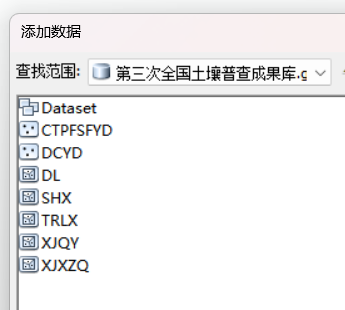 添加数据
查找范围: 第三次全国土壤普查成果库.g
Dataset
CTPFSFYD
DCYD
DL
SHX
TRLX
XJQY
XJXZQ